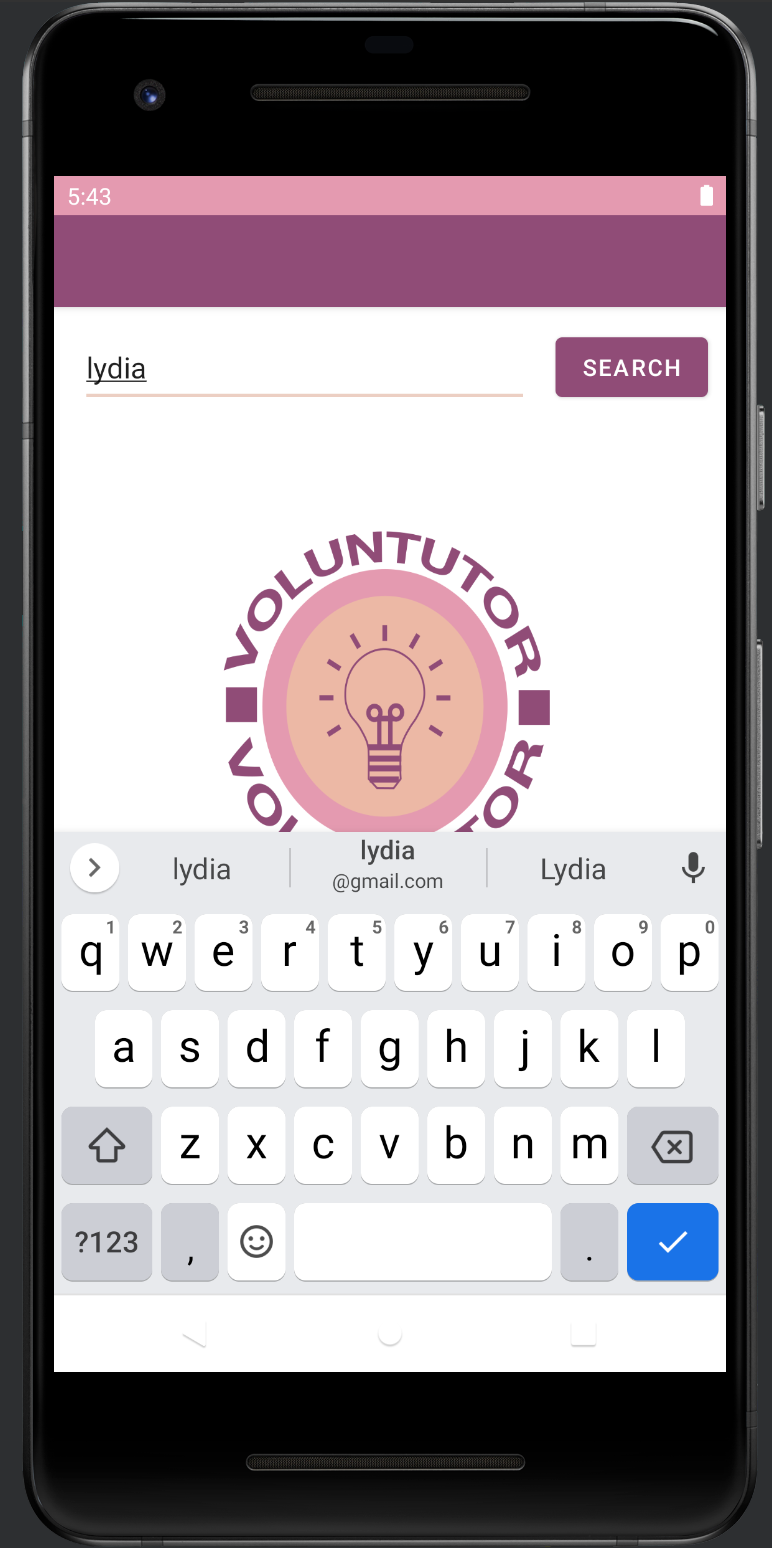 5:43
lydia
SEARCH
VOLUNTUTOR
VOLUNTUTOR
lydia
lydia
@gmail.com
Lydia
1 2 3 4 5 6 7 8 9 0
q w e r t y u i o p
a s d f g h j k l
z x c v b n m
?123 , .